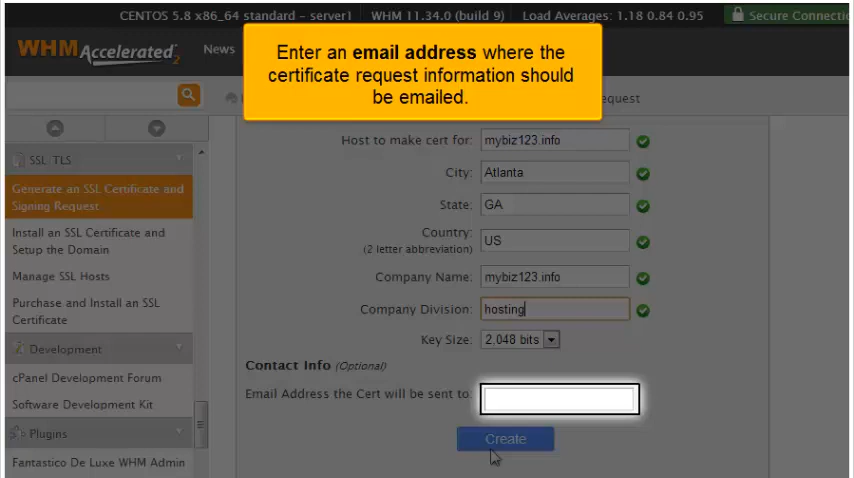 CENTOS 5.8 x86_64 standard – server1 WHM 11.34.0 (build 9) Load Averages: 1.18 0.84 0.95 Secure Connectio
WHM Accelerated 2 News
Enter an email address where the
certificate request information should
be emailed.
equest
Host to make cert for: mybiz123.info
City: Atlanta
State: GA
Country: US
(2 letter abbreviation)
Company Name: mybiz123.info
Company Division: hosting
Key Size: 2,048 bits
Contact Info (Optional)
Email Address the Cert will be sent to:
Create
SSL/TLS
Generate an SSL Certificate and
Signing Request
Install an SSL Certificate and
Setup the Domain
Manage SSL Hosts
Purchase and Install an SSL
Certificate
Development
cPanel Development Forum
Software Development Kit
Plugins
Fantastico De Luxe WHM Admin